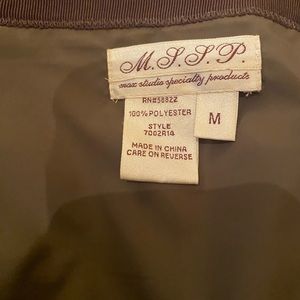 M.S.S.P.
max studio specialty products
RN#58822
100% POLYESTER
STYLE
7002R14
MADE IN CHINA
CARE ON REVERSE
M